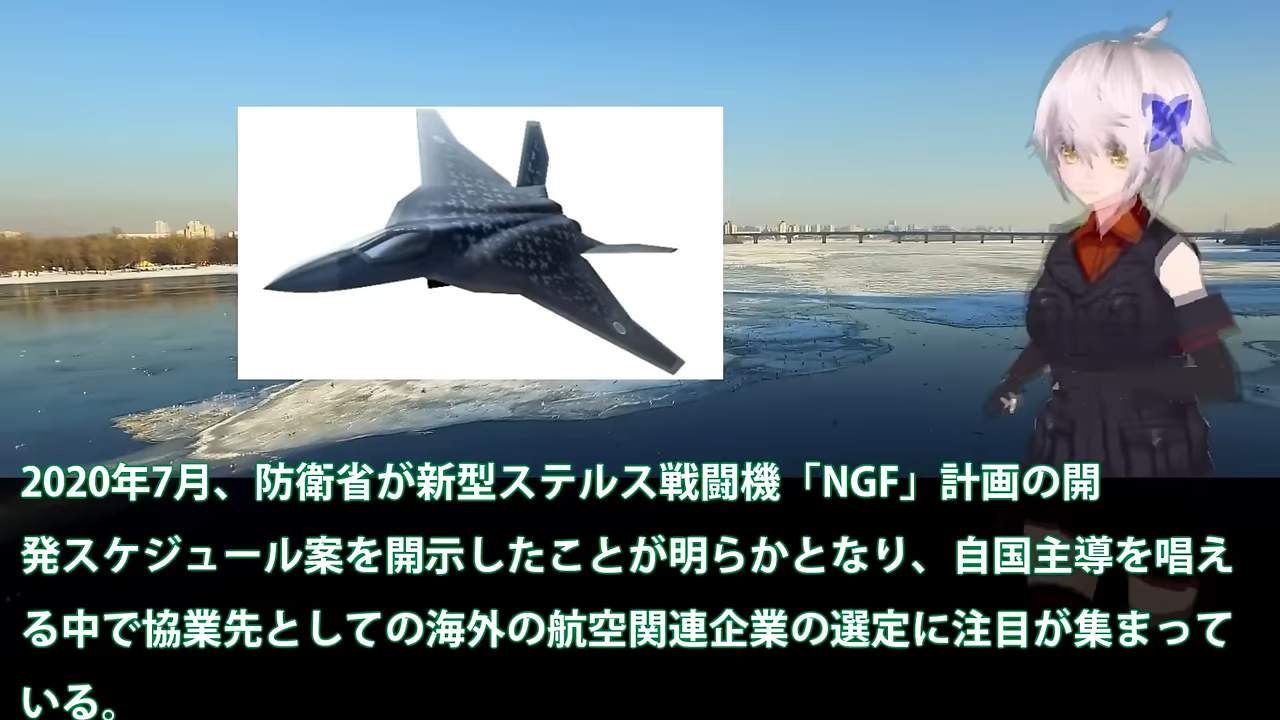 2020年7月、防衛省が新型ステルス戦闘機「NGF」計画の開
発スケジュール案を開示したことが明らかとなり、自国主導を唱え
る中で協業先としての海外の航空関連企業の選定に注目が集まって
いる。